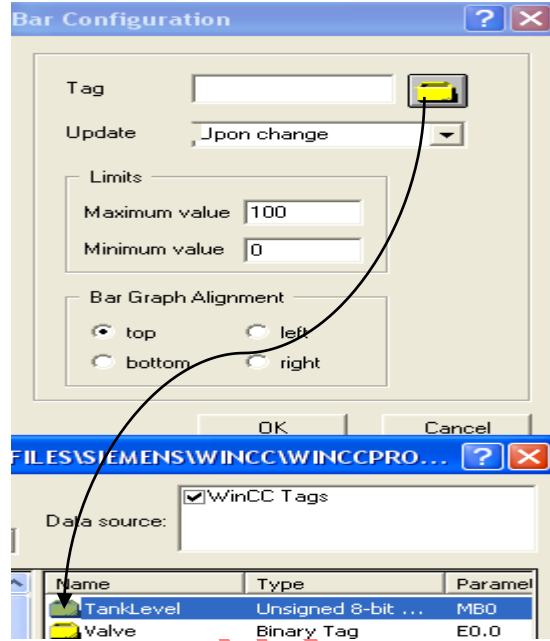 Bar Configuration
Tag
Update Upon change
Limits
Maximum value 100
Minimum value 0
Bar Graph Alignment
top left
bottom right
OK Cancel
FILES\SIEMENS\WINCC\WINCCPRO...
Data source: WinCC Tags
Name Type Paramet
TankLevel Unsigned 8-bit ... MB0
Valve Binary Tag E0.0